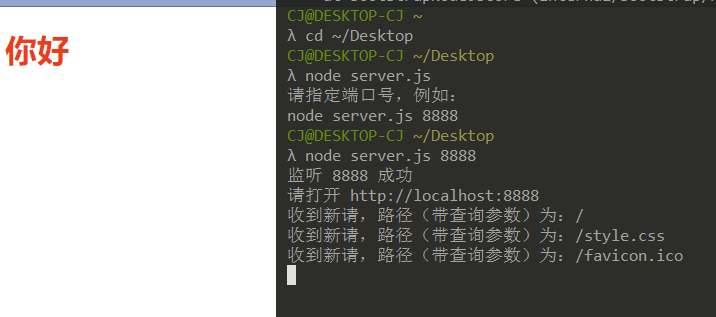 你好
CJ@DESKTOP-CJ ~
λ cd ~/Desktop
CJ@DESKTOP-CJ ~/Desktop
λ node server.js
请指定端口号，例如：
node server.js 8888
CJ@DESKTOP-CJ ~/Desktop
λ node server.js 8888
监听 8888 成功
请打开 http://localhost:8888
收到新请，路径（带查询参数）为：/
收到新请，路径（带查询参数）为：/style.css
收到新请，路径（带查询参数）为：/favicon.ico